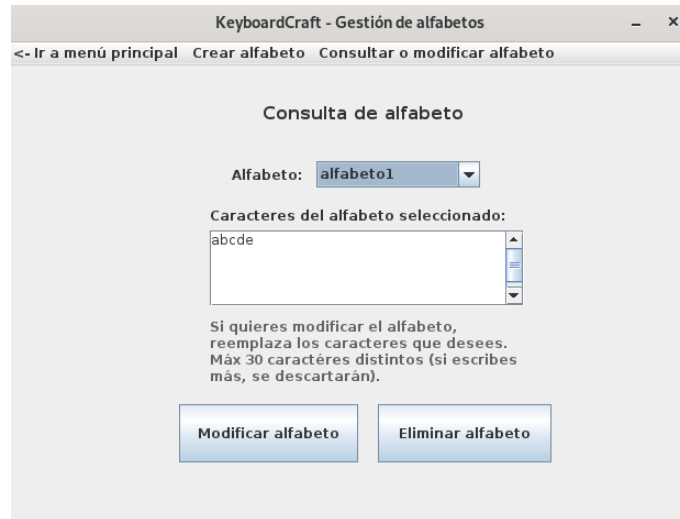 KeyboardCraft - Gestión de alfabetos
<- Ir a menú principal Crear alfabeto Consultar o modificar alfabeto
Consulta de alfabeto
Alfabeto: alfabeto1
Caracteres del alfabeto seleccionado:
abcde
Si quieres modificar el alfabeto,
reemplaza los caracteres que desees.
Máx 30 caractéres distintos (si escribes
más, se descartarán).
Modificar alfabeto Eliminar alfabeto